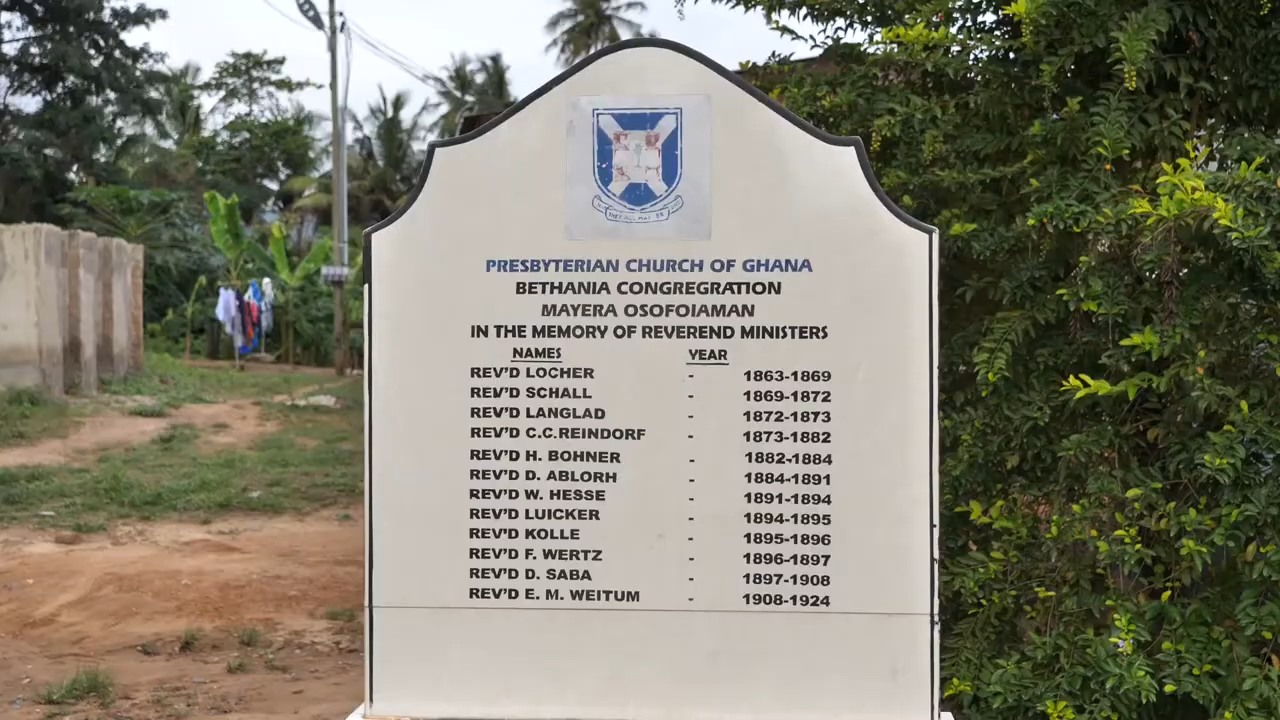 PRESBYTERIAN CHURCH OF GHANA
BETHANIA CONGREGRATION
MAYERA OSOFOIAMAN
IN THE MEMORY OF REVEREND MINISTERS
NAMES YEAR
REV'D LOCHER - 1863-1869
REV'D SCHALL - 1869-1872
REV'D LANGLAD - 1872-1873
REV'D C.C.REINDORF - 1873-1882
REV'D H. BOHNER - 1882-1884
REV'D D. ABLORH - 1884-1891
REV'D W. HESSE - 1891-1894
REV'D LUICKER - 1894-1895
REV'D KOLLE - 1895-1896
REV'D F. WERTZ - 1896-1897
REV'D D. SABA - 1897-1908
REV'D E. M. WEITUM - 1908-1924